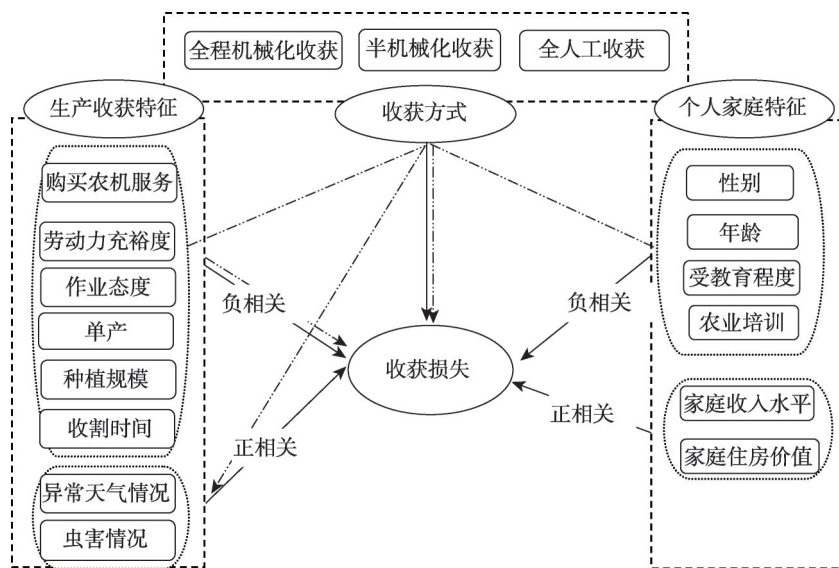 全程机械化收获
半机械化收获
全人工收获
生产收获特征
收获方式
个人家庭特征
购买农机服务
劳动力充裕度
作业态度
单产
种植规模
收割时间
异常天气情况
虫害情况
负相关
正相关
收获损失
负相关
正相关
性别
年龄
受教育程度
农业培训
家庭收入水平
家庭住房价值